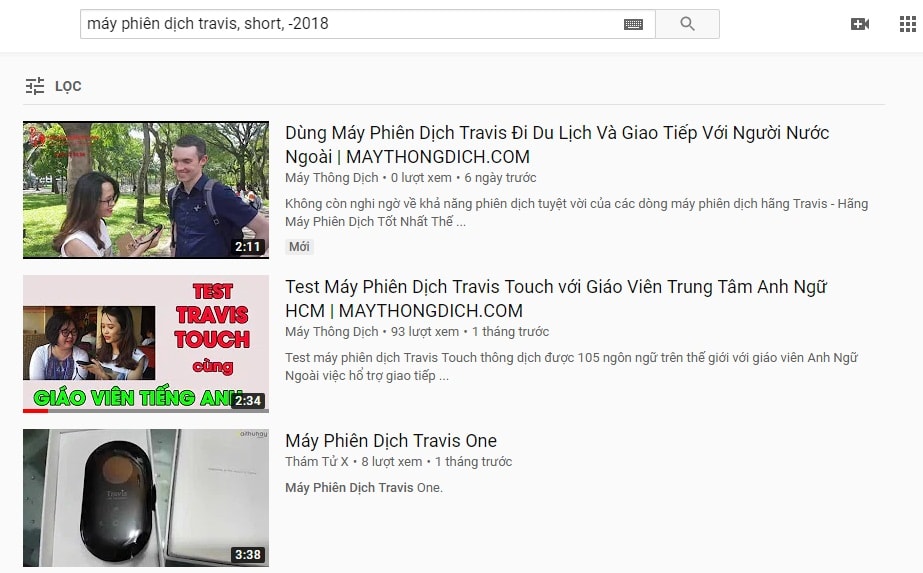 máy phiên dịch travis, short, -2018
LỌC
Dùng Máy Phiên Dịch Travis Đi Du Lịch Và Giao Tiếp Với Người Nước
Ngoài | MAYTHONGDICH.COM
Máy Thông Dịch • 0 lượt xem • 6 ngày trước
Không còn nghi ngờ về khả năng phiên dịch tuyệt vời của các dòng máy phiên dịch hãng Travis - Hãng
Máy Phiên Dịch Tốt Nhất Thế ...
Mới
2:11
TEST
TRAVIS
TOUCH
cùng
GIÁO VIÊN TIẾNG ANH
2:34
Test Máy Phiên Dịch Travis Touch với Giáo Viên Trung Tâm Anh Ngữ
HCM | MAYTHONGDICH.COM
Máy Thông Dịch • 93 lượt xem • 1 tháng trước
Test máy phiên dịch Travis Touch thông dịch được 105 ngôn ngữ trên thế giới với giáo viên Anh Ngữ
Ngoài việc hổ trợ giao tiếp ...
Travis
3:38
Máy Phiên Dịch Travis One
Thám Tử X • 8 lượt xem • 1 tháng trước
Máy Phiên Dịch Travis One.